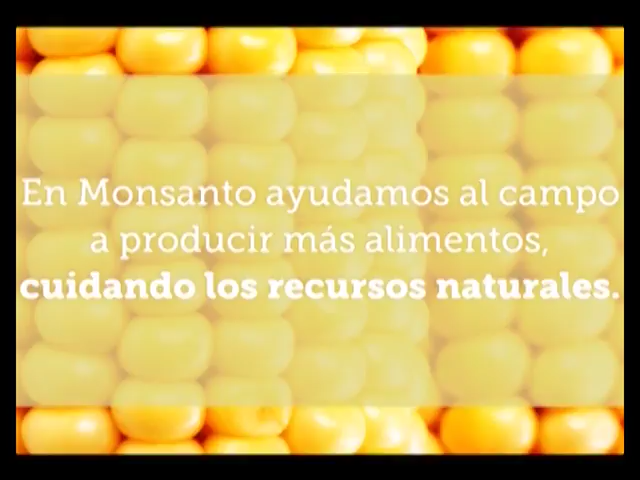 En Monsanto ayudamos al campo
a producir más alimentos,
cuidando los recursos naturales.